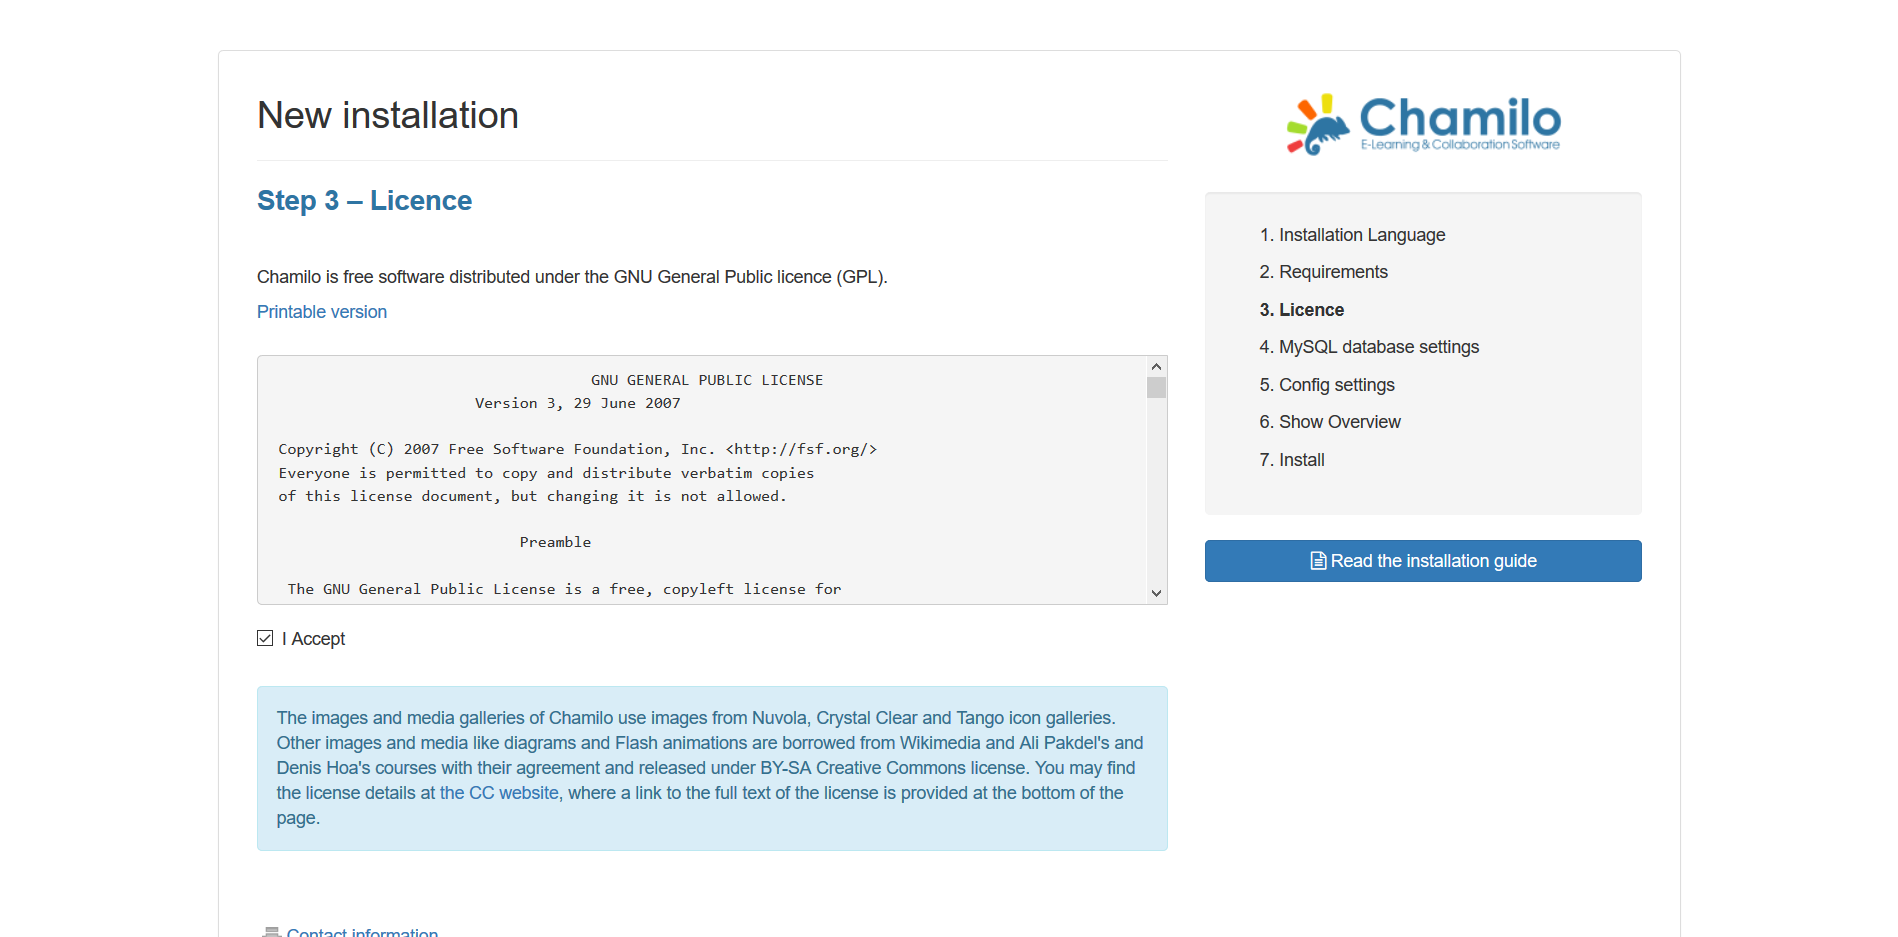 New installation
Step 3 – Licence
Chamilo is free software distributed under the GNU General Public licence (GPL).
Printable version
GNU GENERAL PUBLIC LICENSE
Version 3, 29 June 2007
Copyright (C) 2007 Free Software Foundation, Inc. <http://fsf.org/>
Everyone is permitted to copy and distribute verbatim copies
of this license document, but changing it is not allowed.
Preamble
The GNU General Public License is a free, copyleft license for
I Accept
The images and media galleries of Chamilo use images from Nuvola, Crystal Clear and Tango icon galleries.
Other images and media like diagrams and Flash animations are borrowed from Wikimedia and Ali Pakdel's and
Denis Hoa's courses with their agreement and released under BY-SA Creative Commons license. You may find
the license details at the CC website, where a link to the full text of the license is provided at the bottom of the
page.
Contact information
Chamilo
E-Learning & Collaboration Software
1. Installation Language
2. Requirements
3. Licence
4. MySQL database settings
5. Config settings
6. Show Overview
7. Install
Read the installation guide